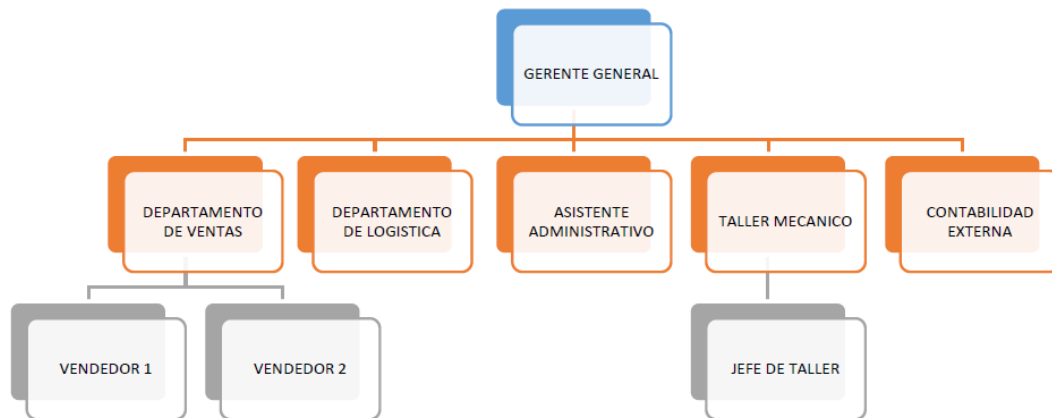 GERENTE GENERAL
DEPARTAMENTO
DE VENTAS
DEPARTAMENTO
DE LOGISTICA
ASISTENTE
ADMINISTRATIVO
TALLER MECANICO
CONTABILIDAD
EXTERNA
VENDEDOR 1
VENDEDOR 2
JEFE DE TALLER